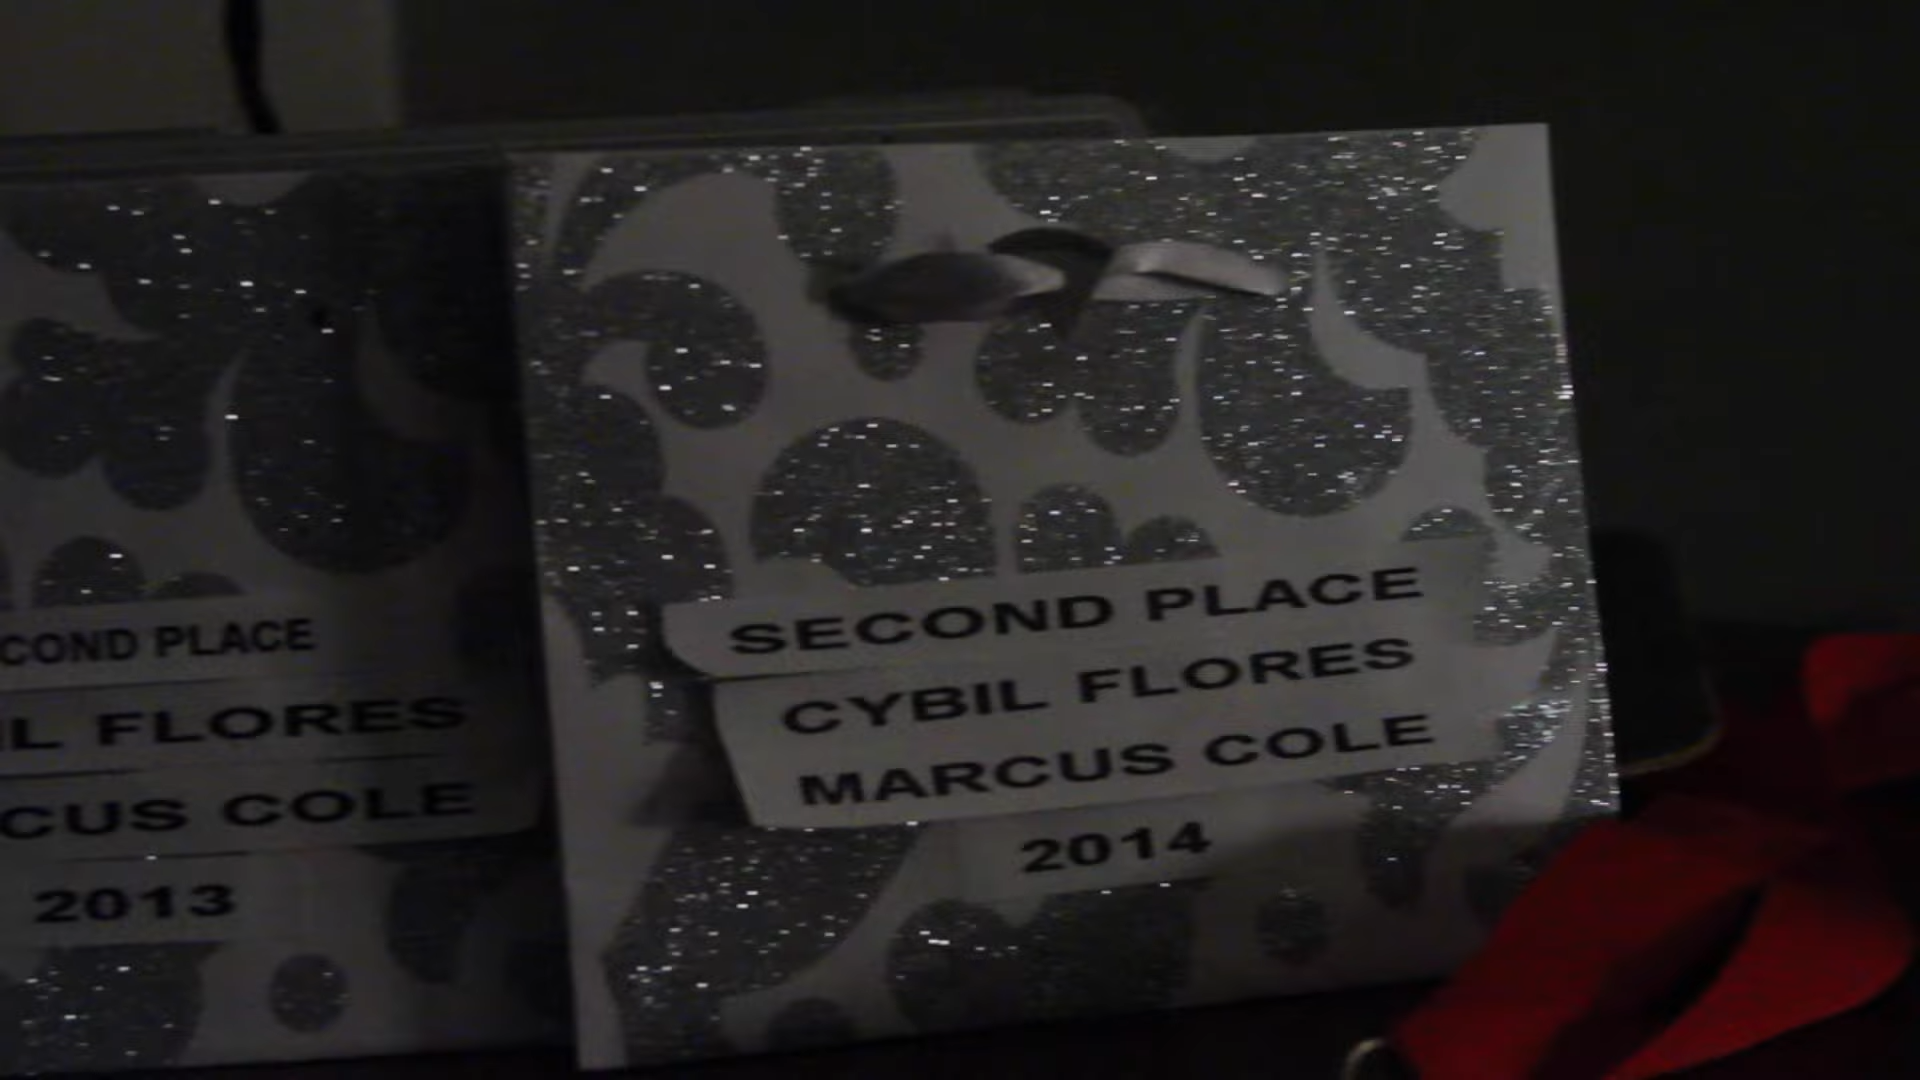 COND PLACE
IL FLORES
CUS COLE
2013
SECOND PLACE
CYBIL FLORES
MARCUS COLE
2014